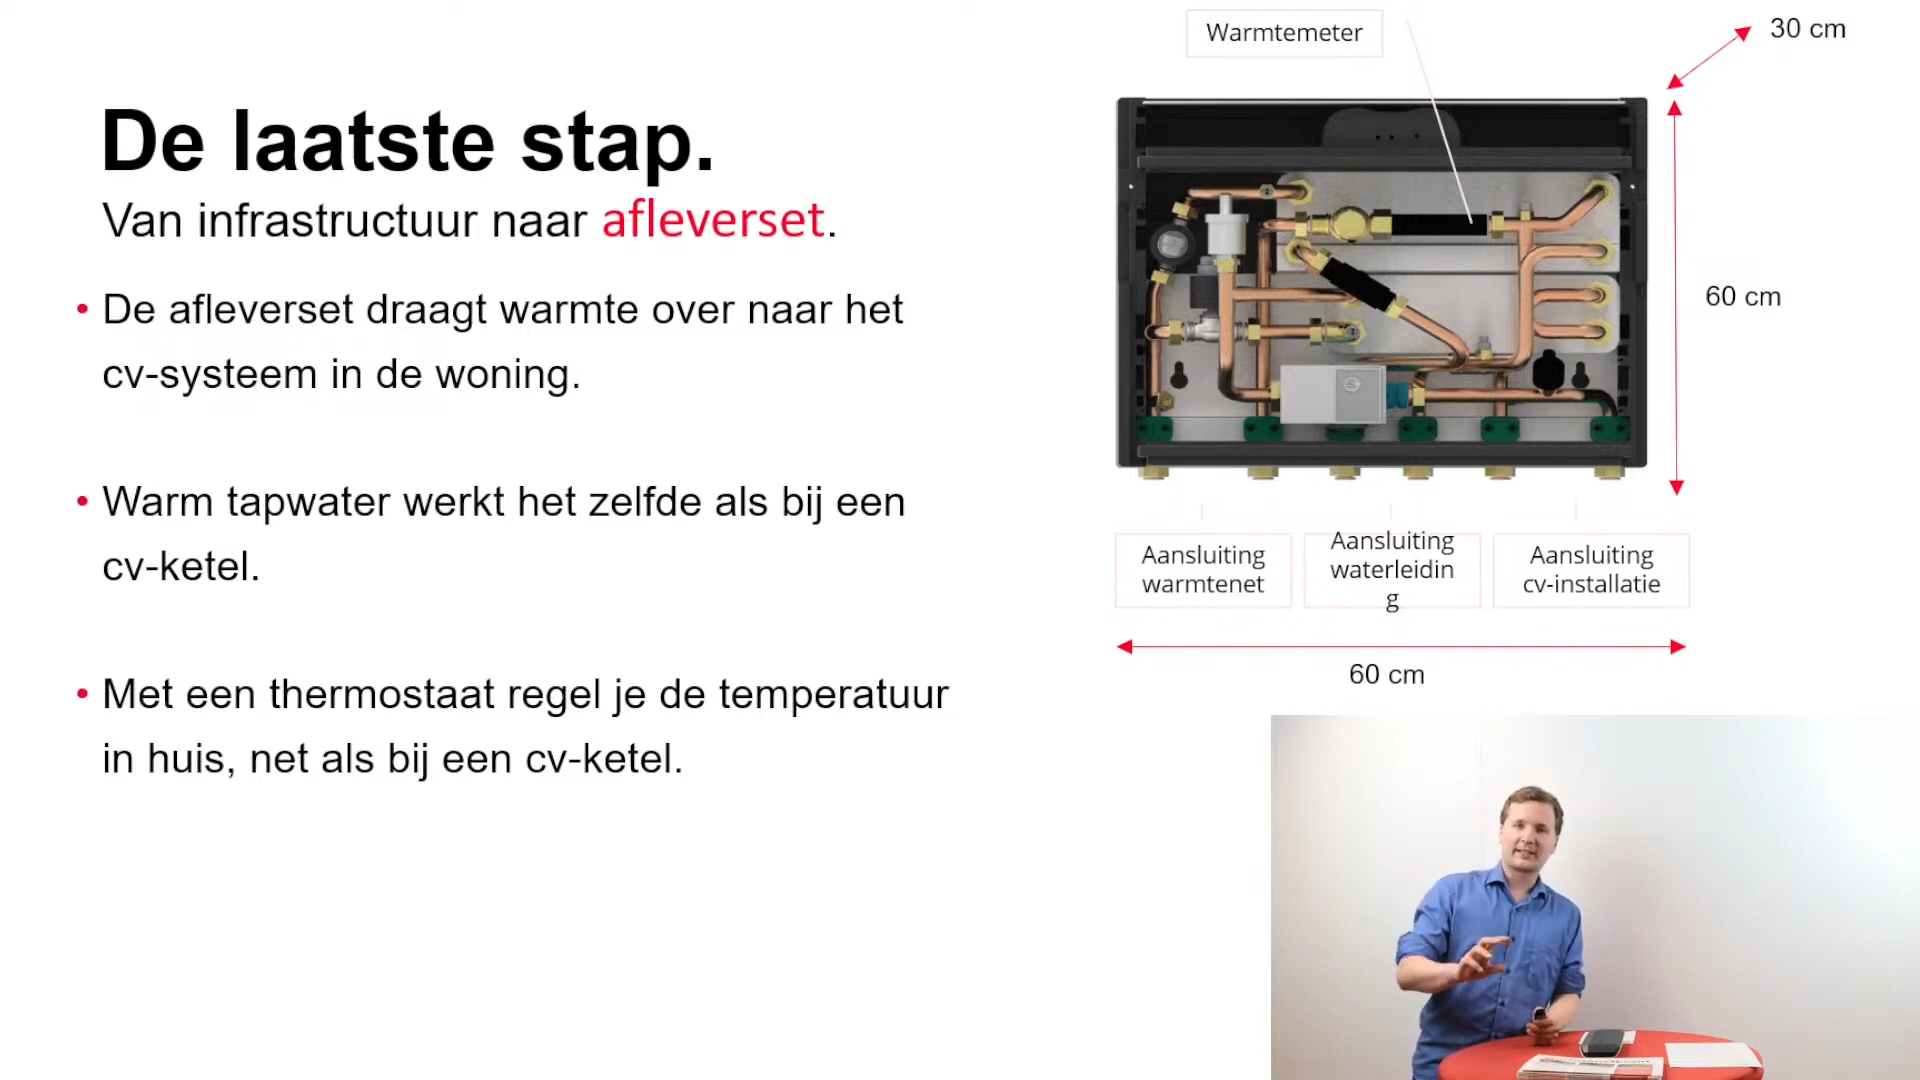 De laatste stap.
Van infrastructuur naar afleverset.
• De afleverset draagt warmte over naar het
cv-systeem in de woning.
• Warm tapwater werkt het zelfde als bij een
cv-ketel.
• Met een thermostaat regel je de temperatuur
in huis, net als bij een cv-ketel.
Warmtemeter
30 cm
60 cm
Aansluiting
warmtenet
Aansluiting
waterleidin
g
Aansluiting
cv-installatie
60 cm